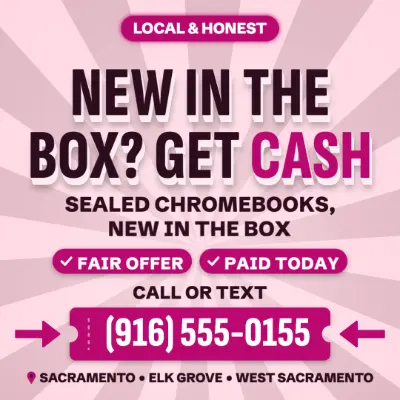 LOCAL & HONEST
NEW IN THE
BOX? GET CASH
SEALED CHROMEBOOKS,
NEW IN THE BOX
✓ FAIR OFFER ✓ PAID TODAY
CALL OR TEXT
(916) 555-0155
SACRAMENTO • ELK GROVE • WEST SACRAMENTO